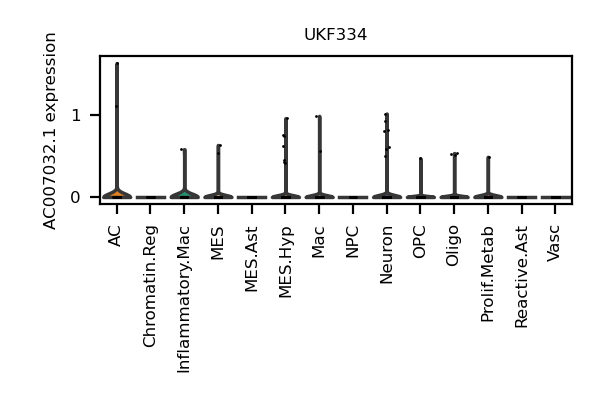 UKF334
AC007032.1 expression
1
0
AC
Chromatin.Reg
Inflammatory.Mac
MES
MES.Ast
MES.Hyp
Mac
NPC
Neuron
OPC
Oligo
Prolif.Metab
Reactive.Ast
Vasc